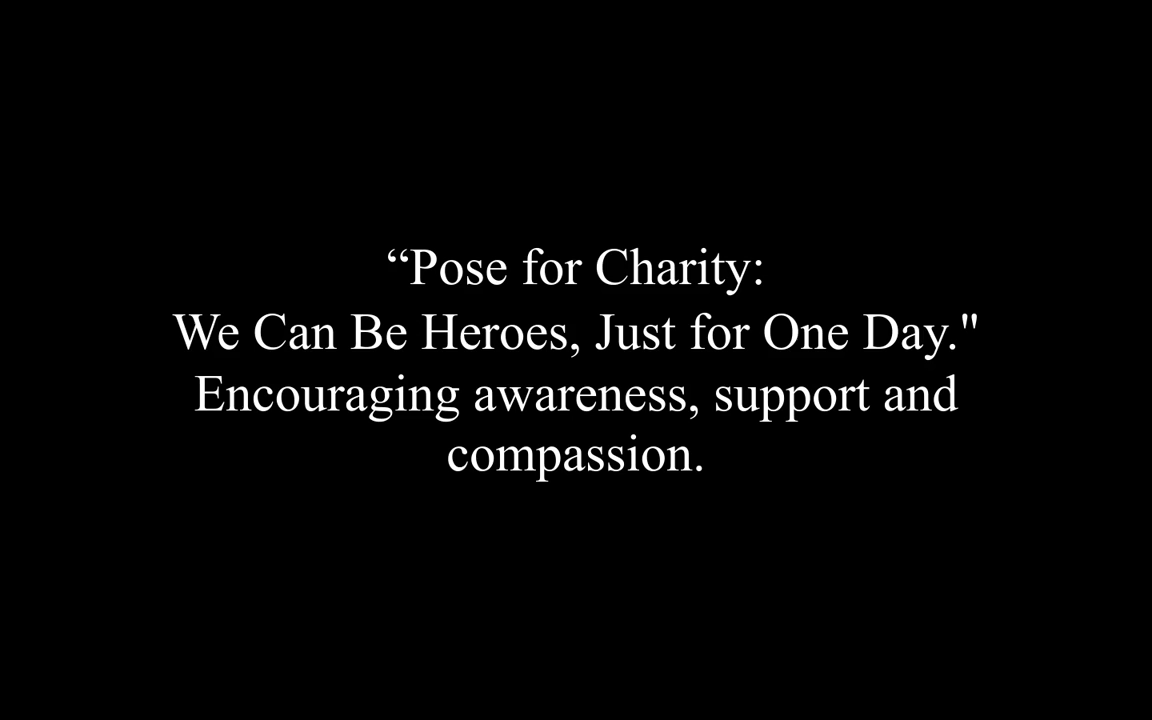 “Pose for Charity:
We Can Be Heroes, Just for One Day."
Encouraging awareness, support and
compassion.